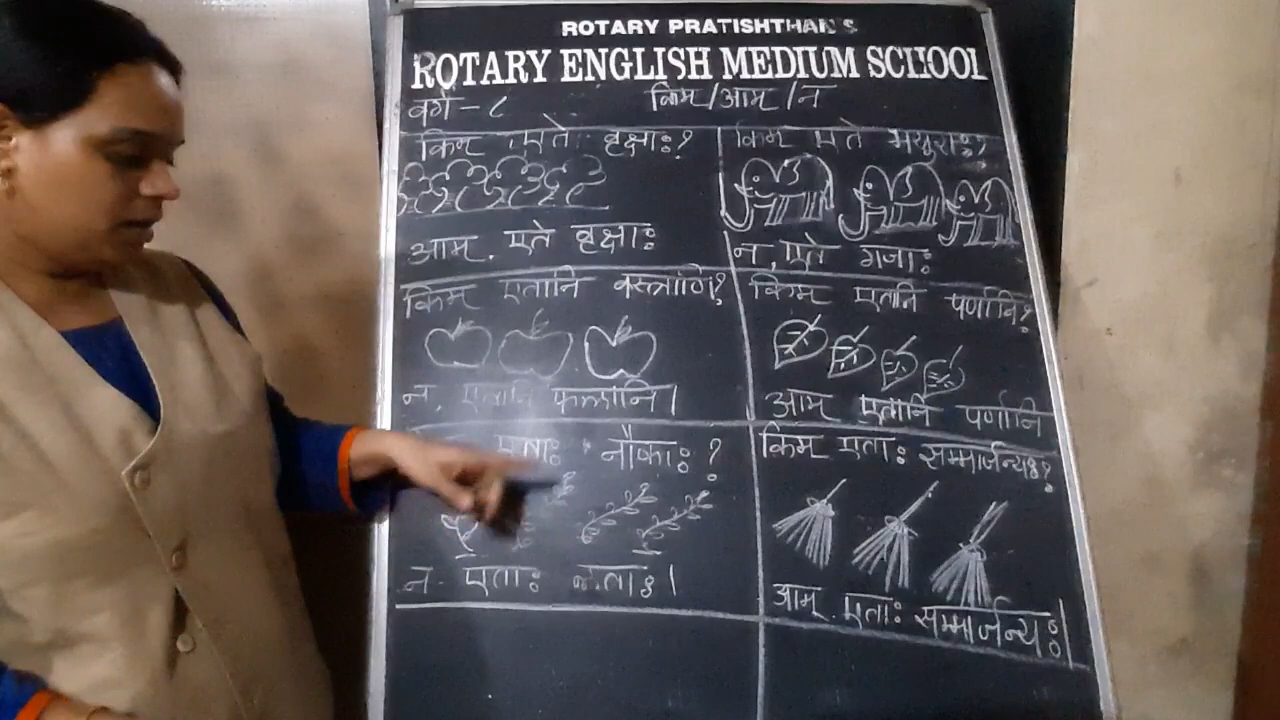 ROTARY PRATISHTHAN'S
ROTARY ENGLISH MEDIUM SCHOOL
वर्ग - ८
किम/आम/न
किम एते वृक्षाः?
आम. एते वृक्षाः
किम एते मयुराः?
न, एते गजाः
किम एतानि वस्त्राणि?
न, एतानि फलानि।
किम एतानि पर्णानि?
आम् एतानि पर्णानि
एताः नौकाः ?
न एताः लताः।
किम एताः सम्मार्जन्यः?
आम्. एताः सम्मार्जन्यः।